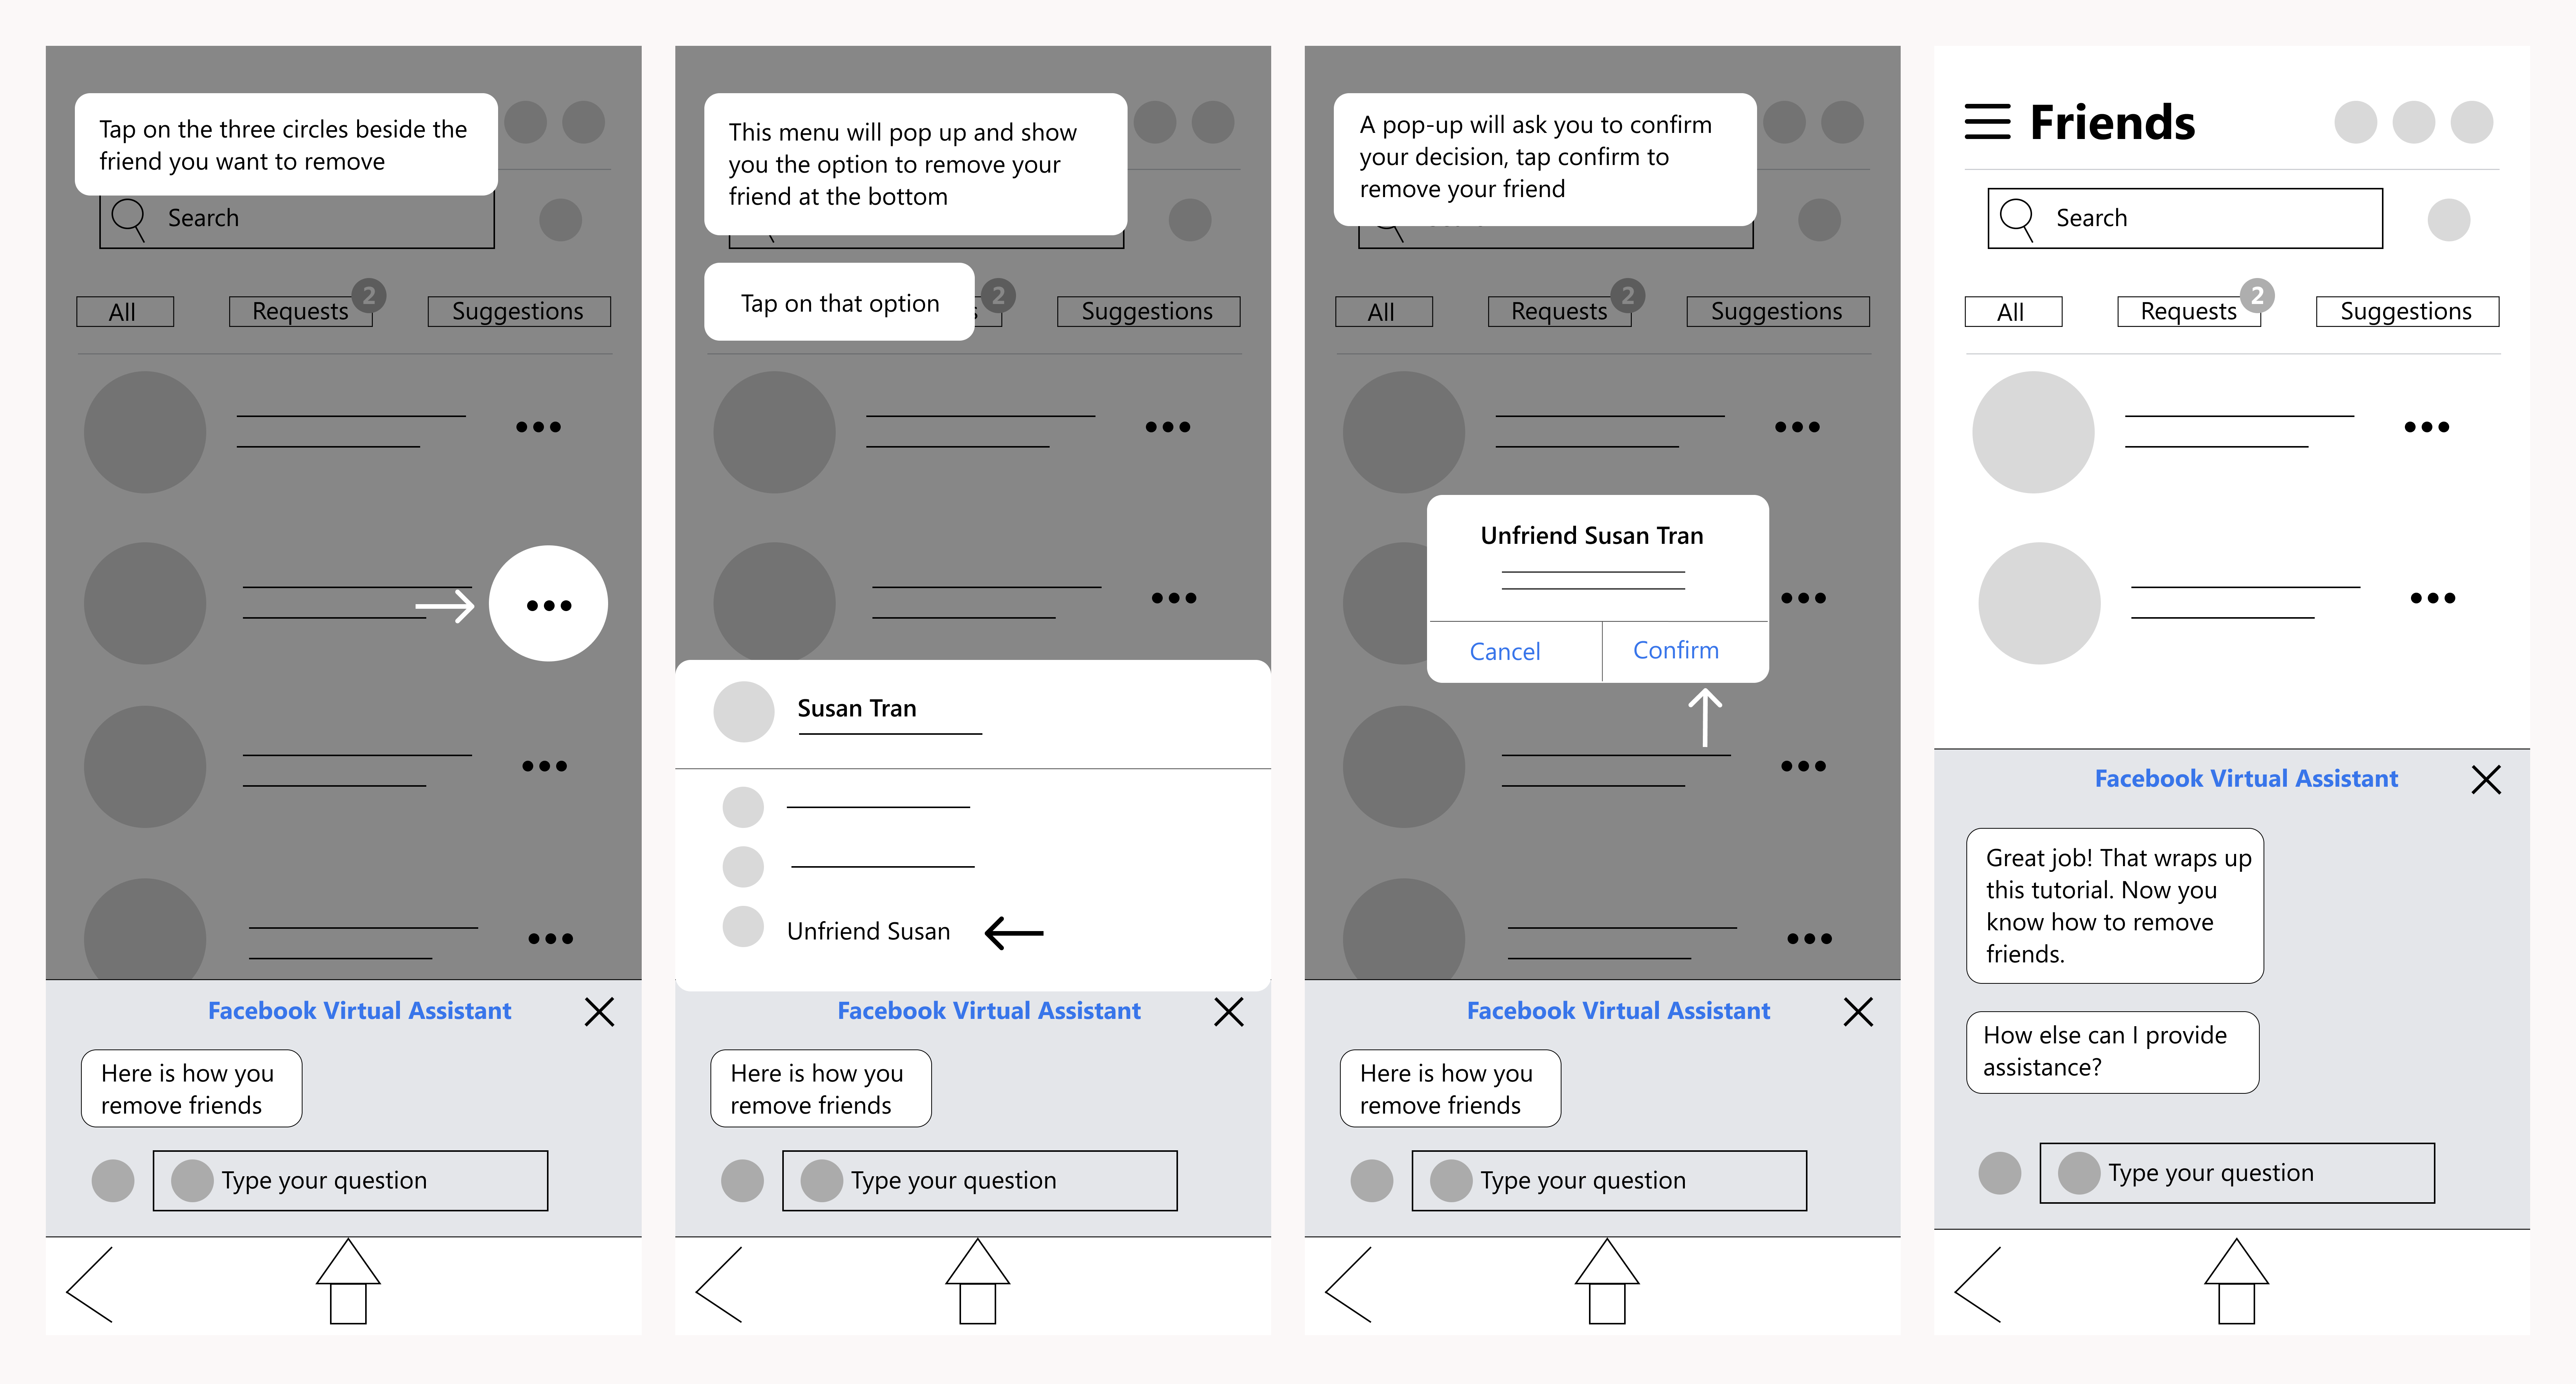 Tap on the three circles beside the
friend you want to remove
Search
All
Requests
2
Suggestions
Facebook Virtual Assistant
Here is how you
remove friends
Type your question
This menu will pop up and show
you the option to remove your
friend at the bottom
Tap on that option
s
2
Suggestions
Susan Tran
Unfriend Susan
Facebook Virtual Assistant
Here is how you
remove friends
Type your question
A pop-up will ask you to confirm
your decision, tap confirm to
remove your friend
All
Requests
2
Suggestions
Unfriend Susan Tran
Cancel
Confirm
Facebook Virtual Assistant
Here is how you
remove friends
Type your question
Friends
Search
All
Requests
2
Suggestions
Facebook Virtual Assistant
Great job! That wraps up
this tutorial. Now you
know how to remove
friends.
How else can I provide
assistance?
Type your question